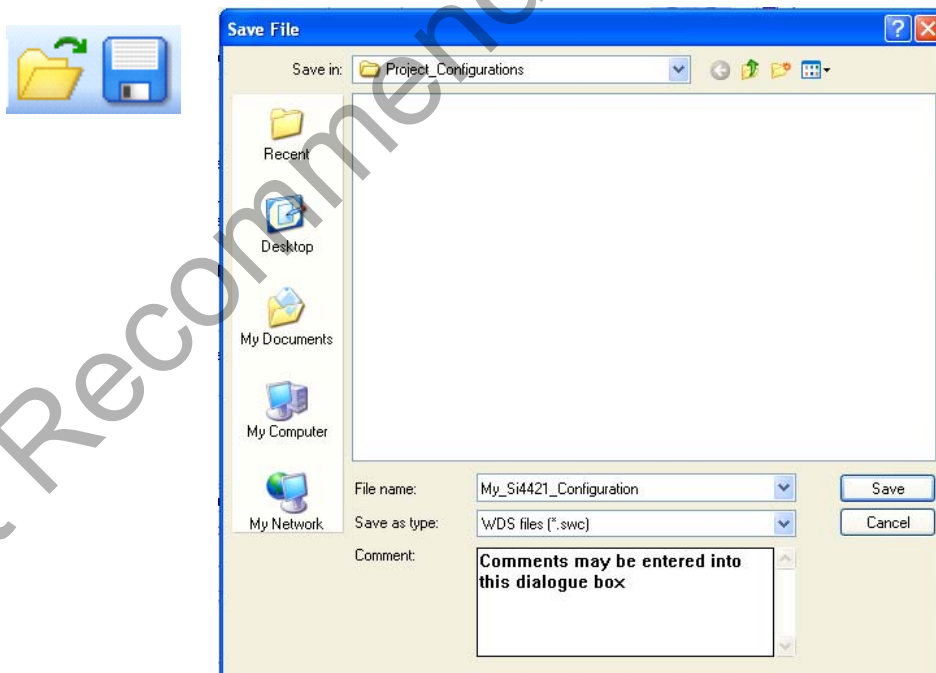 Save File
Save in:
Project_Configurations
Recent
Desktop
My Documents
My Computer
My Network
File name:
My_Si4421_Configuration
Save
Save as type:
WDS files (*.swc)
Cancel
Comment:
Comments may be entered into
this dialogue box